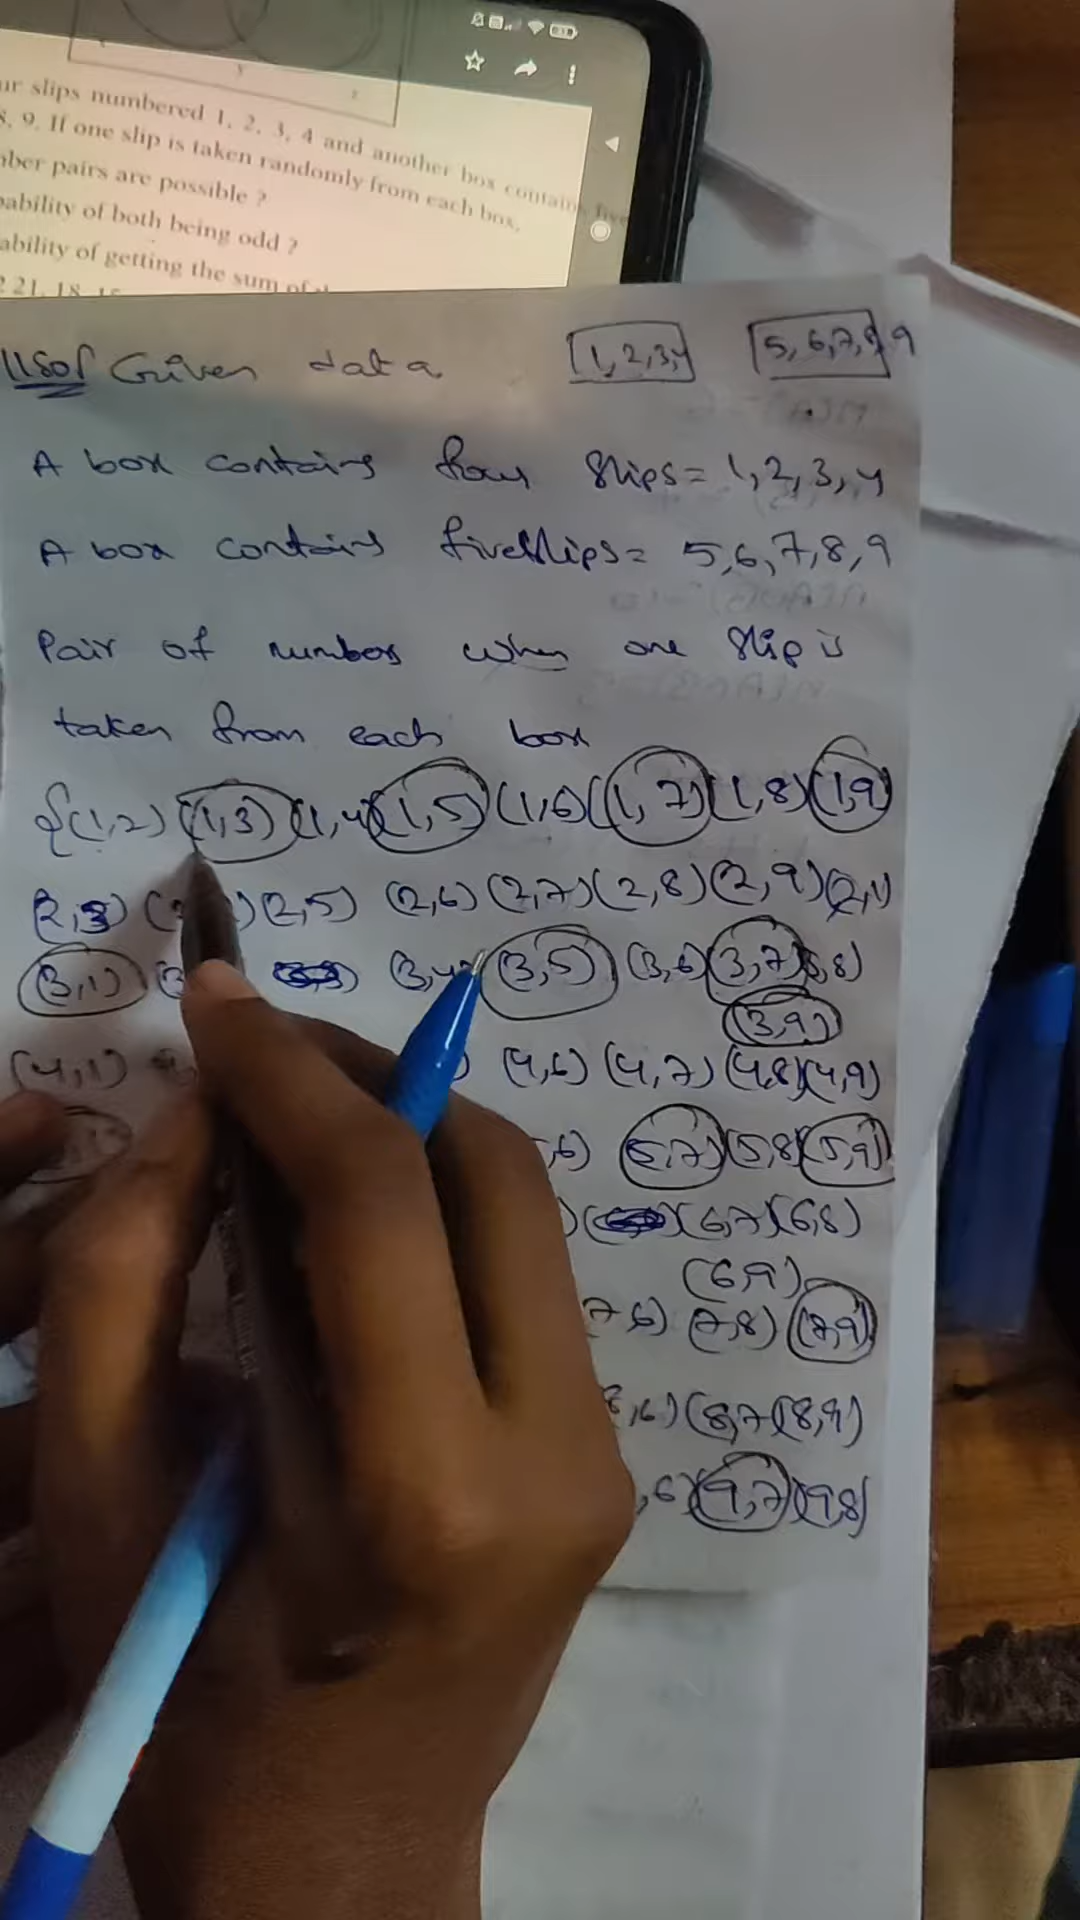 slips numbered 1, 2, 3, 4 and another box contains five
9. If one slip is taken randomly from each box,
pairs are possible ?
of both being odd ?
of getting the sum of
21, 18,
11sol Given data 1,2,3,4 5,6,7,8,9
A box contains four slips= 1,2,3,4
A box contains five slips= 5,6,7,8,9
Pair of numbers when one slip is
taken from each box
{(1,2) (1,3) (1,4) (1,5) (1,6) (1,7) (1,8) (1,9)
(2,3) (2,5) (2,6) (2,7) (2,8) (2,9)
(3,1) (3,4) (3,5) (3,6) (3,7) (3,8)
(3,9)
(4,1) (4,6) (4,7) (4,8) (4,9)
,6) (5,7) (5,8) (5,9)
(6,7) (6,8)
(6,9)
7,6) (7,8) (7,9)
8,6) (8,7) (8,9)
,6) (9,7) (9,8)